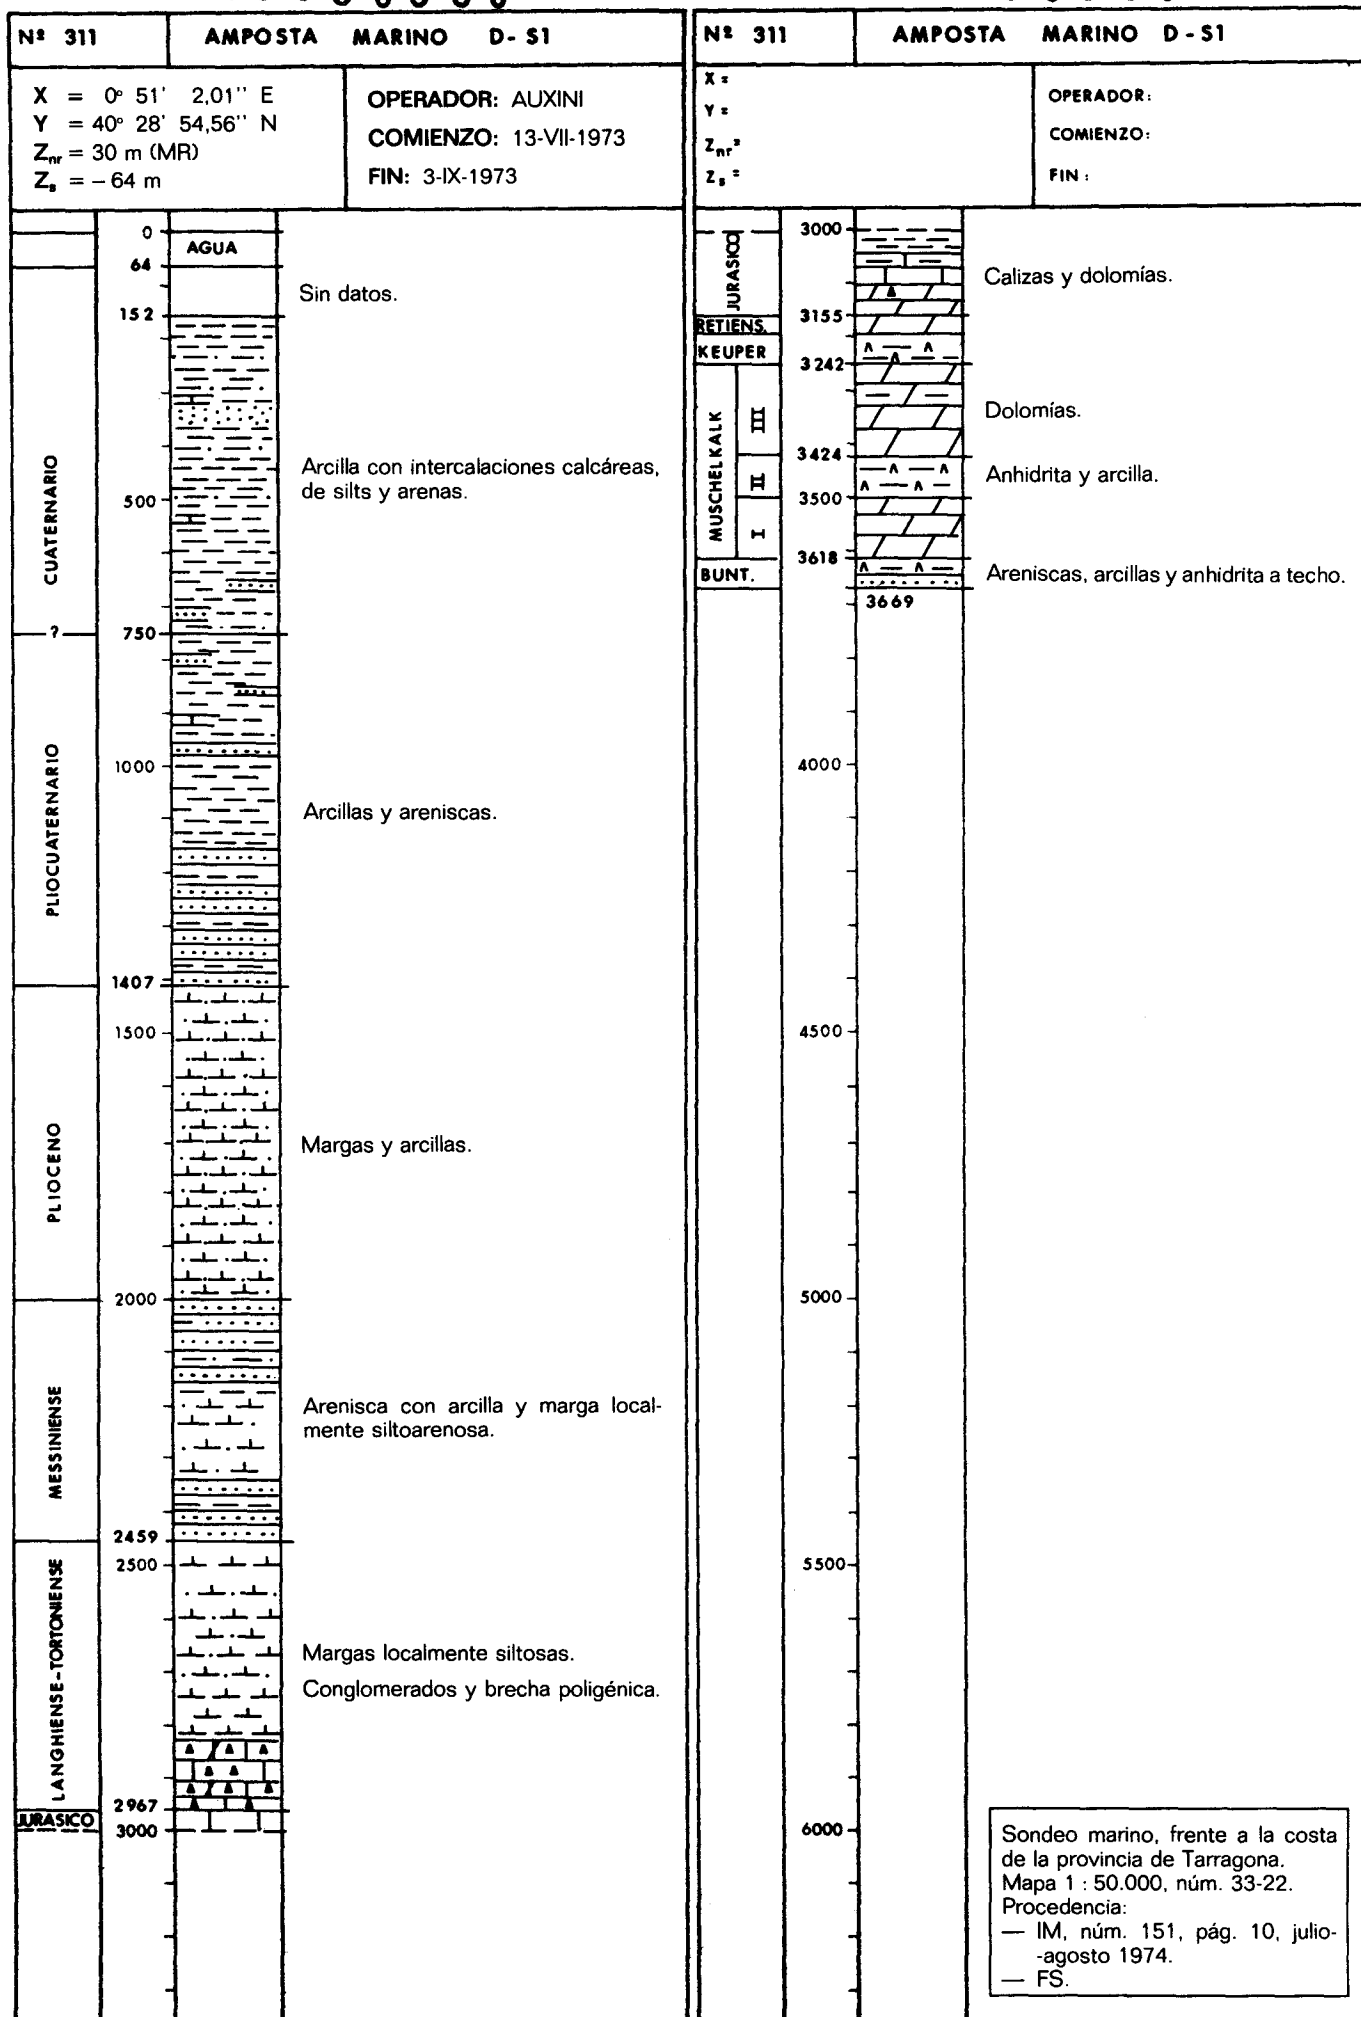 Nº 311 AMPOSTA MARINO D-S1
X = 0° 51' 2,01'' E
Y = 40° 28' 54,56'' N
Znr = 30 m (MR)
Zs = – 64 m
OPERADOR: AUXINI
COMIENZO: 13-VII-1973
FIN: 3-IX-1973
0
AGUA
64
Sin datos.
152
Arcilla con intercalaciones calcáreas,
de silts y arenas.
500
CUATERNARIO
?
750
PLIOCUATERNARIO
1000
Arcillas y areniscas.
1407
1500
PLIOCENO
Margas y arcillas.
2000
MESSINIENSE
Arenisca con arcilla y marga local-
mente siltoarenosa.
2459
2500
LANGHIENSE-TORTONIENSE
Margas localmente siltosas.
Conglomerados y brecha poligénica.
2967
JURASICO
3000
Nº 311 AMPOSTA MARINO D-S1
X =
Y =
Znr=
Zs =
OPERADOR:
COMIENZO:
FIN:
3000
JURASICO
Calizas y dolomías.
3155
RETIENS.
KEUPER
3242
MUSCHELKALK
III
Dolomías.
3424
II
Anhidrita y arcilla.
3500
I
3618
BUNT.
Areniscas, arcillas y anhidrita a techo.
3669
4000
4500
5000
5500
6000
Sondeo marino, frente a la costa
de la provincia de Tarragona.
Mapa 1 : 50.000, núm. 33-22.
Procedencia:
— IM, núm. 151, pág. 10, julio-
-agosto 1974.
— FS.